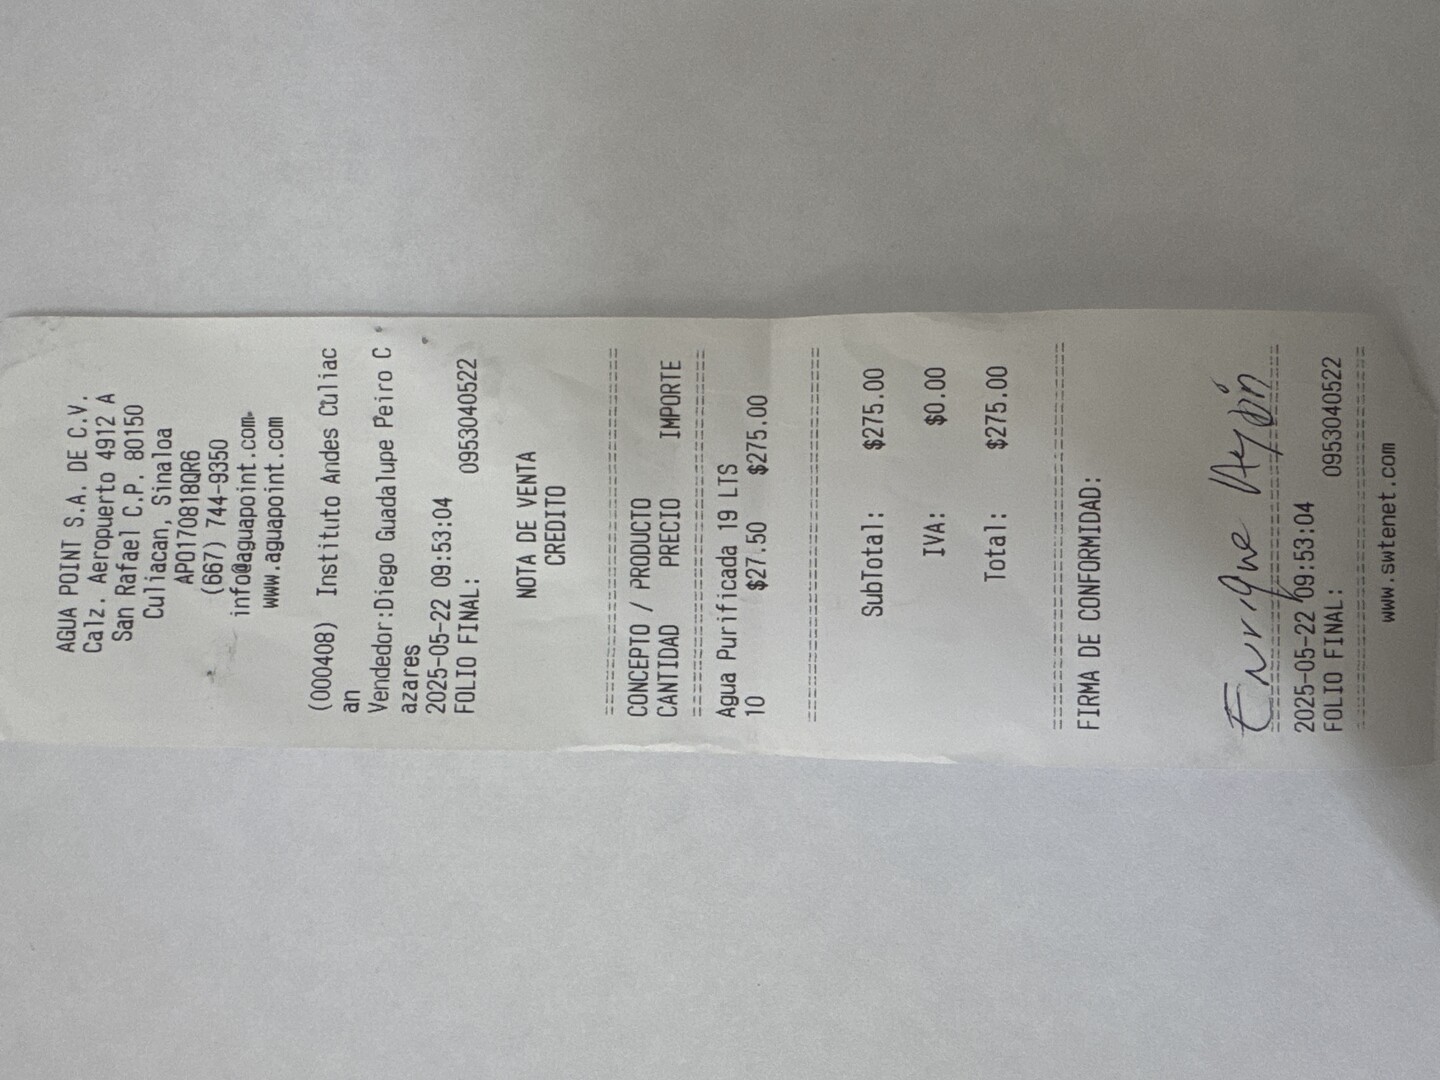 AGUA POINT S.A. DE C.V.
Calz. Aeropuerto 4912 A
San Rafael C.P. 80150
Culiacan, Sinaloa
APO170818QR6
(667) 744-9350
info@aguapoint.com
www.aguapoint.com
(000408) Instituto Andes Culiac
an
Vendedor:Diego Guadalupe Peiro C
azares
2025-05-22 09:53:04
FOLIO FINAL: 0953040522
NOTA DE VENTA
CREDITO
================================
CONCEPTO / PRODUCTO
CANTIDAD PRECIO IMPORTE
================================
Agua Purificada 19 LTS
10 $27.50 $275.00
================================
SubTotal: $275.00
IVA: $0.00
Total: $275.00
================================
FIRMA DE CONFORMIDAD:
Enrique
================================
2025-05-22 09:53:04
FOLIO FINAL: 0953040522
================================
www.swtenet.com